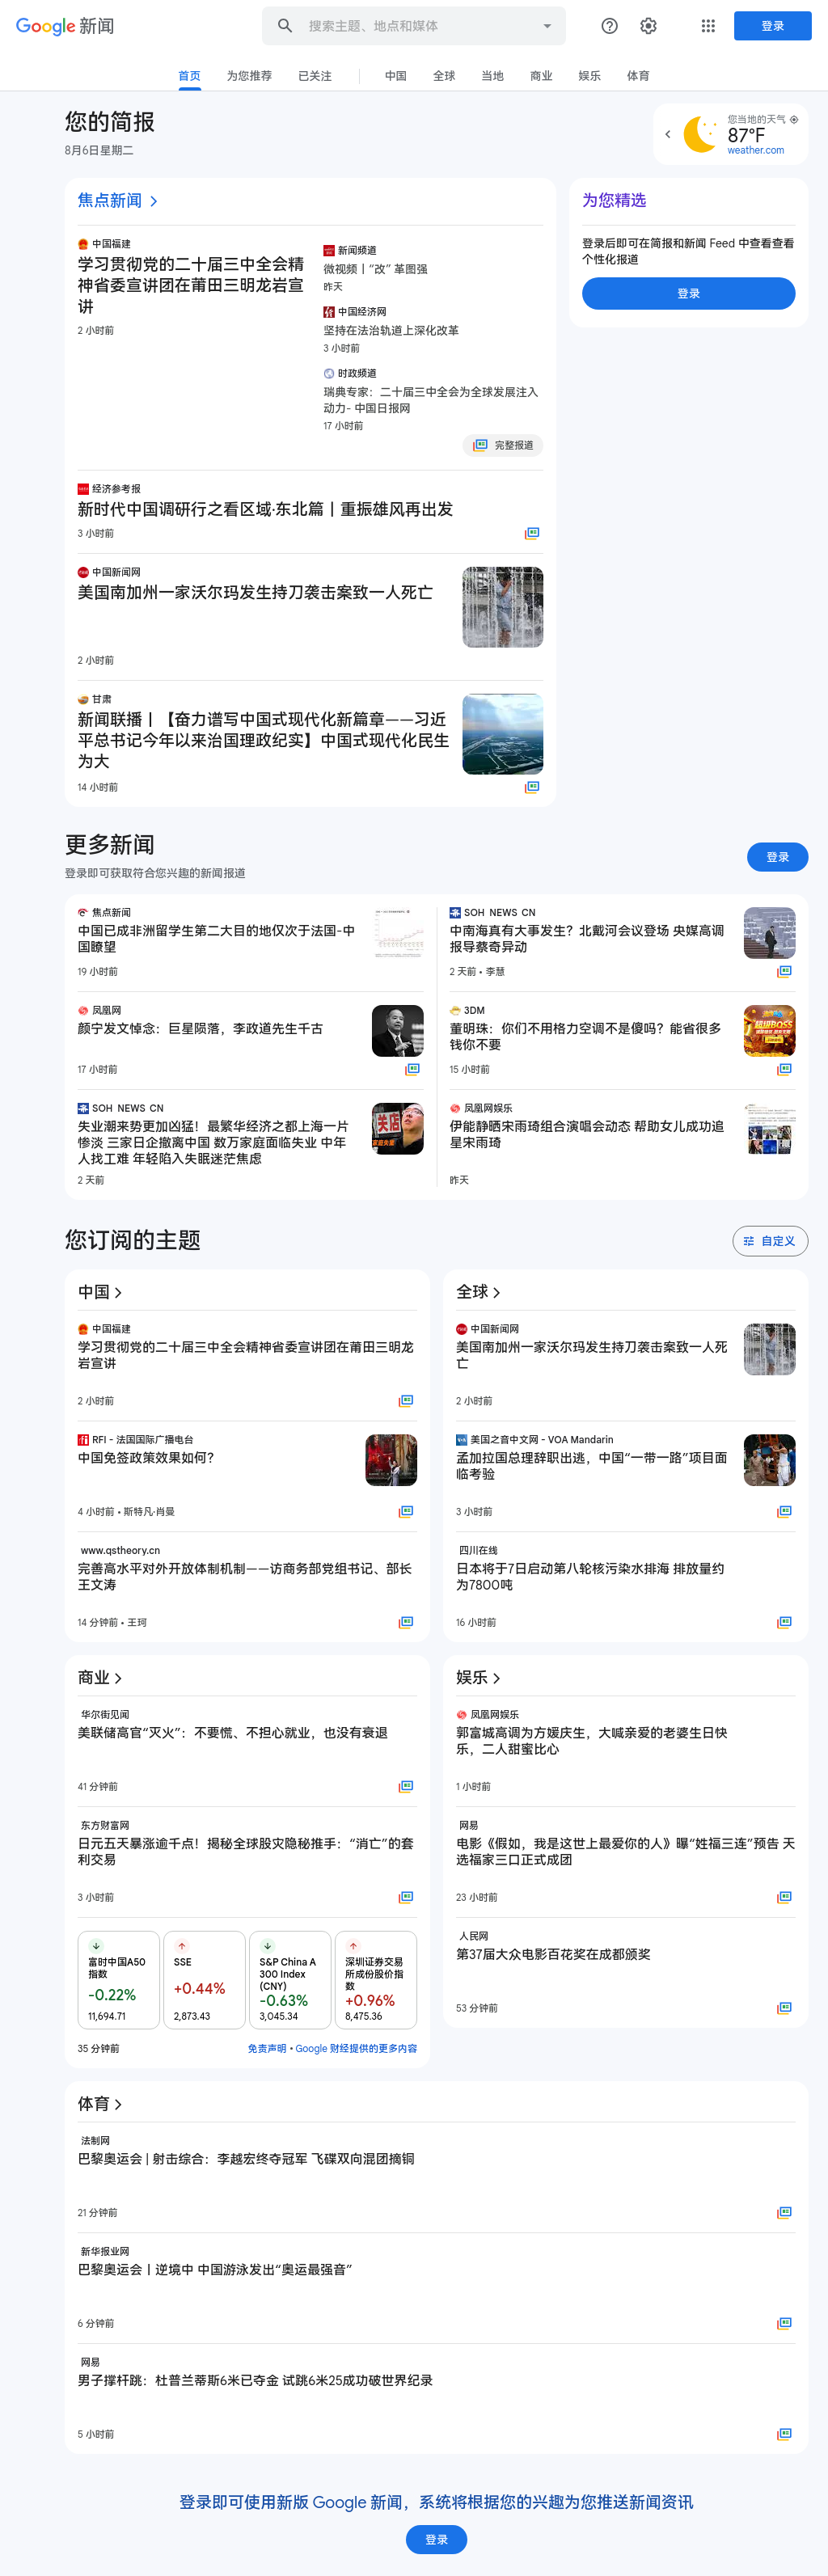 Google 新闻
搜索主题、地点和媒体
登录
首页
为您推荐
已关注
中国
全球
当地
商业
娱乐
体育
您的简报
8月6日星期二
您当地的天气
87°F
weather.com
焦点新闻
中国福建
学习贯彻党的二十届三中全会精
神省委宣讲团在莆田三明龙岩宣
讲
2 小时前
新闻频道
微视频丨“改” 革图强
昨天
中国经济网
坚持在法治轨道上深化改革
3 小时前
时政频道
瑞典专家：二十届三中全会为全球发展注入
动力- 中国日报网
17 小时前
完整报道
经济参考报
新时代中国调研行之看区域·东北篇丨重振雄风再出发
3 小时前
中国新闻网
美国南加州一家沃尔玛发生持刀袭击案致一人死亡
2 小时前
甘肃
新闻联播丨【奋力谱写中国式现代化新篇章——习近
平总书记今年以来治国理政纪实】中国式现代化民生
为大
14 小时前
为您精选
登录后即可在简报和新闻 Feed 中查看查看
个性化报道
登录
更多新闻
登录即可获取符合您兴趣的新闻报道
登录
焦点新闻
中国已成非洲留学生第二大目的地仅次于法国-中
国瞭望
19 小时前
凤凰网
颜宁发文悼念：巨星陨落，李政道先生千古
17 小时前
SOH NEWS CN
失业潮来势更加凶猛！最繁华经济之都上海一片
惨淡 三家日企撤离中国 数万家庭面临失业 中年
人找工难 年轻陷入失眠迷茫焦虑
2 天前
关店
SOH NEWS CN
中南海真有大事发生？北戴河会议登场 央媒高调
报导蔡奇异动
2 天前 • 李慧
3DM
董明珠：你们不用格力空调不是傻吗？能省很多
钱你不要
15 小时前
超级BOSS
凤凰网娱乐
伊能静晒宋雨琦组合演唱会动态 帮助女儿成功追
星宋雨琦
昨天
您订阅的主题
自定义
中国
中国福建
学习贯彻党的二十届三中全会精神省委宣讲团在莆田三明龙
岩宣讲
2 小时前
RFI - 法国国际广播电台
中国免签政策效果如何？
4 小时前 • 斯特凡·肖曼
www.qstheory.cn
完善高水平对外开放体制机制——访商务部党组书记、部长
王文涛
14 分钟前 • 王珂
全球
中国新闻网
美国南加州一家沃尔玛发生持刀袭击案致一人死
亡
2 小时前
美国之音中文网 - VOA Mandarin
孟加拉国总理辞职出逃，中国“一带一路”项目面
临考验
3 小时前
四川在线
日本将于7日启动第八轮核污染水排海 排放量约
为7800吨
16 小时前
商业
华尔街见闻
美联储高官“灭火”：不要慌、不担心就业，也没有衰退
41 分钟前
东方财富网
日元五天暴涨逾千点！揭秘全球股灾隐秘推手：“消亡”的套
利交易
3 小时前
富时中国A50
指数
-0.22%
11,694.71
SSE
+0.44%
2,873.43
S&P China A
300 Index
(CNY)
-0.63%
3,045.34
深圳证券交易
所成份股价指
数
+0.96%
8,475.36
35 分钟前
免责声明 • Google 财经提供的更多内容
娱乐
凤凰网娱乐
郭富城高调为方媛庆生，大喊亲爱的老婆生日快
乐，二人甜蜜比心
1 小时前
网易
电影《假如，我是这世上最爱你的人》曝“姓福三连”预告 天
选福家三口正式成团
23 小时前
人民网
第37届大众电影百花奖在成都颁奖
53 分钟前
体育
法制网
巴黎奥运会 | 射击综合：李越宏终夺冠军 飞碟双向混团摘铜
21 分钟前
新华报业网
巴黎奥运会丨逆境中 中国游泳发出“奥运最强音”
6 分钟前
网易
男子撑杆跳：杜普兰蒂斯6米已夺金 试跳6米25成功破世界纪录
5 小时前
登录即可使用新版 Google 新闻，系统将根据您的兴趣为您推送新闻资讯
登录